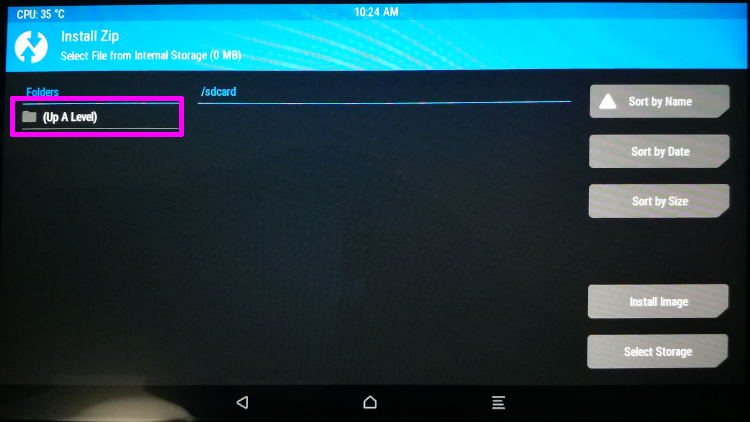 CPU: 35 °C
10:24 AM
Install Zip
Select File from Internal Storage (0 MB)
Folders
/sdcard
(Up A Level)
Sort by Name
Sort by Date
Sort by Size
Install Image
Select Storage